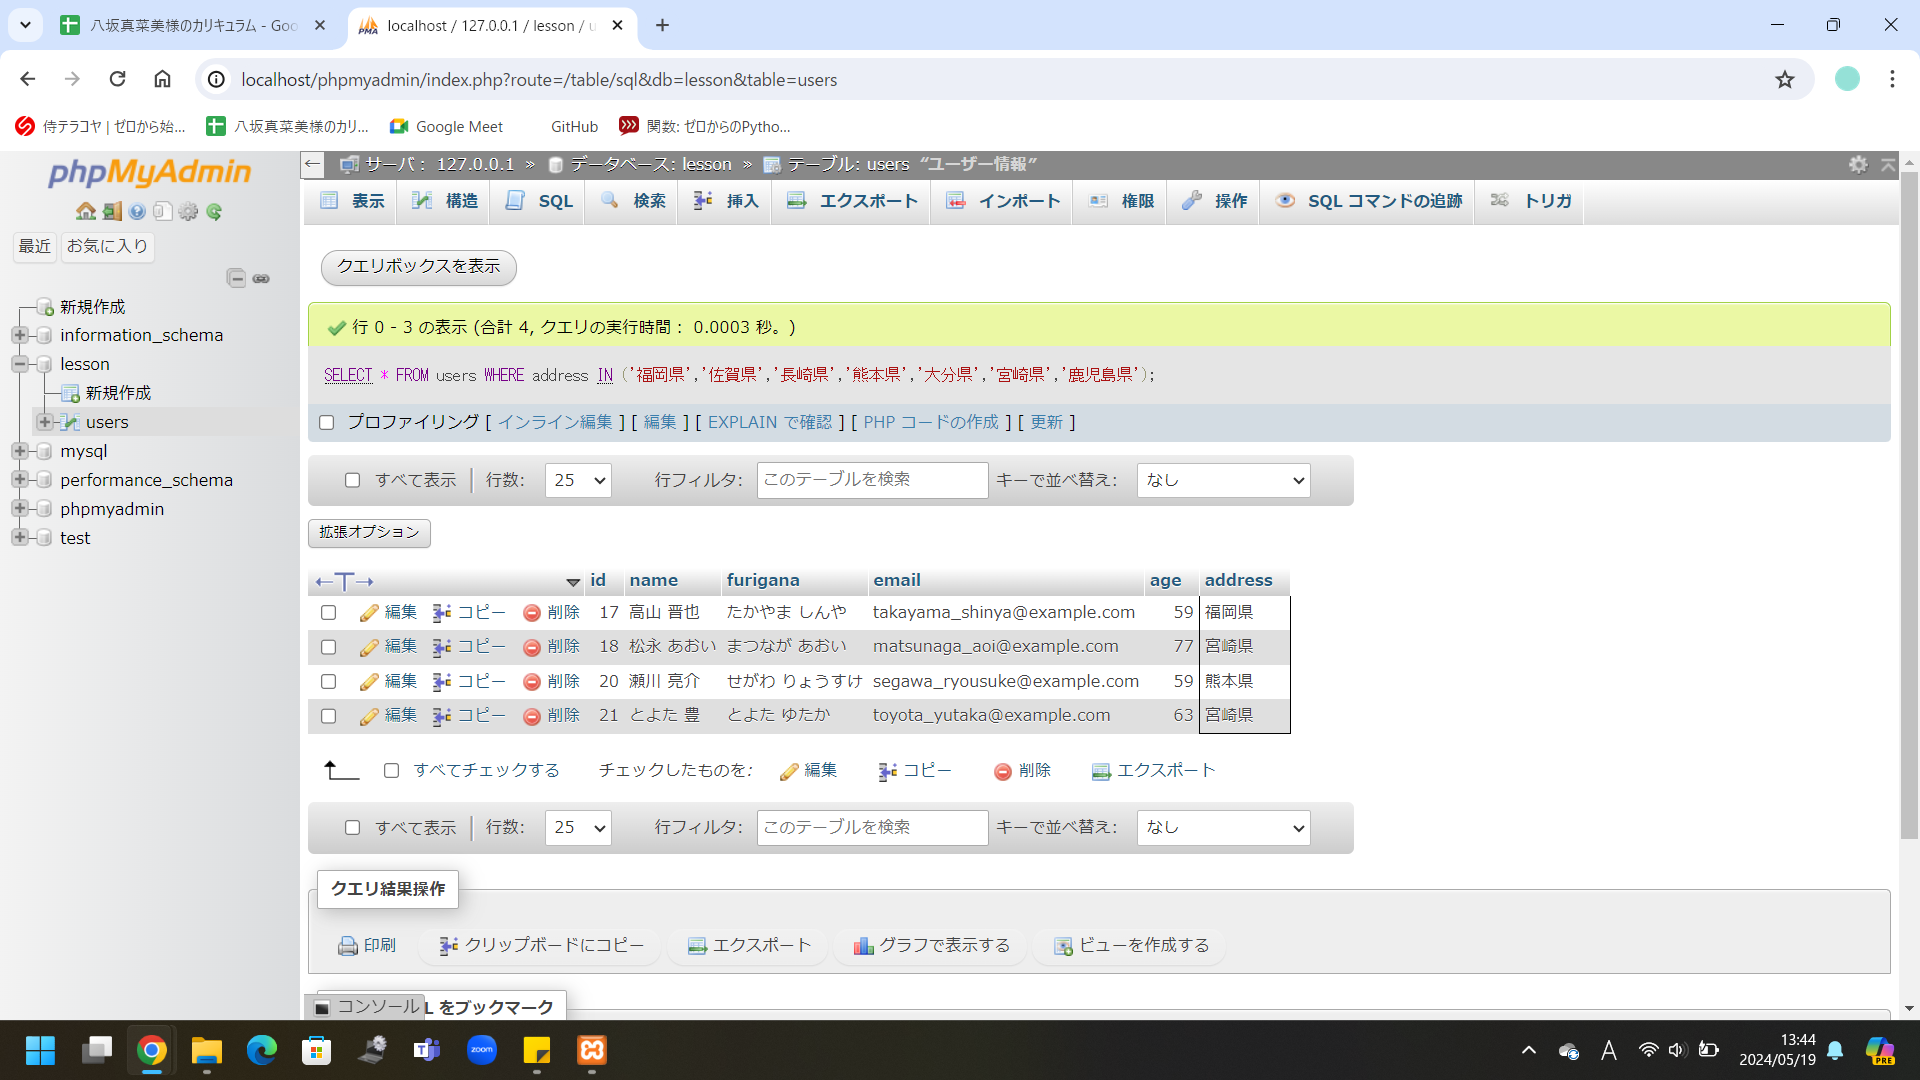 八坂真菜美様のカリキュラム - Goo
localhost / 127.0.0.1 / lesson / u
localhost/phpmyadmin/index.php?route=/table/sql&db=lesson&table=users
侍テラコヤ | ゼロから始...
八坂真菜美様のカリ...
Google Meet
GitHub
関数: ゼロからのPytho...
phpMyAdmin
最近
お気に入り
新規作成
information_schema
lesson
新規作成
users
mysql
performance_schema
phpmyadmin
test
サーバ： 127.0.0.1 » データベース: lesson » テーブル: users “ユーザー情報”
表示 構造 SQL 検索 挿入 エクスポート インポート 権限 操作 SQL コマンドの追跡 トリガ
クエリボックスを表示
行 0 - 3 の表示 (合計 4, クエリの実行時間： 0.0003 秒。)
SELECT * FROM users WHERE address IN ('福岡県','佐賀県','長崎県','熊本県','大分県','宮崎県','鹿児島県');
プロファイリング [ インライン編集 ] [ 編集 ] [ EXPLAIN で確認 ] [ PHP コードの作成 ] [ 更新 ]
すべて表示 行数: 25 行フィルタ: このテーブルを検索 キーで並べ替え: なし
拡張オプション
←T→ id name furigana email age address
編集 コピー 削除 17 高山 晋也 たかやま しんや takayama_shinya@example.com 59 福岡県
編集 コピー 削除 18 松永 あおい まつなが あおい matsunaga_aoi@example.com 77 宮崎県
編集 コピー 削除 20 瀬川 亮介 せがわ りょうすけ segawa_ryousuke@example.com 59 熊本県
編集 コピー 削除 21 とよた 豊 とよた ゆたか toyota_yutaka@example.com 63 宮崎県
すべてチェックする チェックしたものを: 編集 コピー 削除 エクスポート
すべて表示 行数: 25 行フィルタ: このテーブルを検索 キーで並べ替え: なし
クエリ結果操作
印刷 クリップボードにコピー エクスポート グラフで表示する ビューを作成する
コンソール L をブックマーク
zoom
A
13:44
2024/05/19
PRE